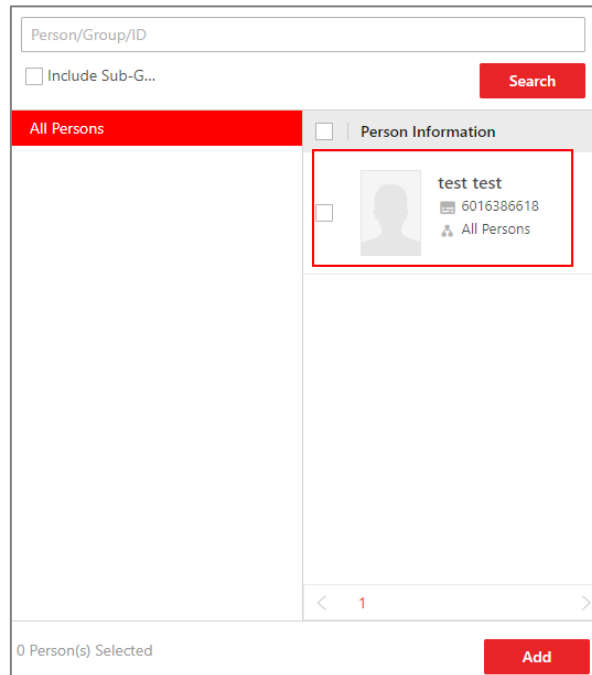 Person/Group/ID
Include Sub-G...
Search
All Persons
Person Information
test test
6016386618
All Persons
1
0 Person(s) Selected
Add